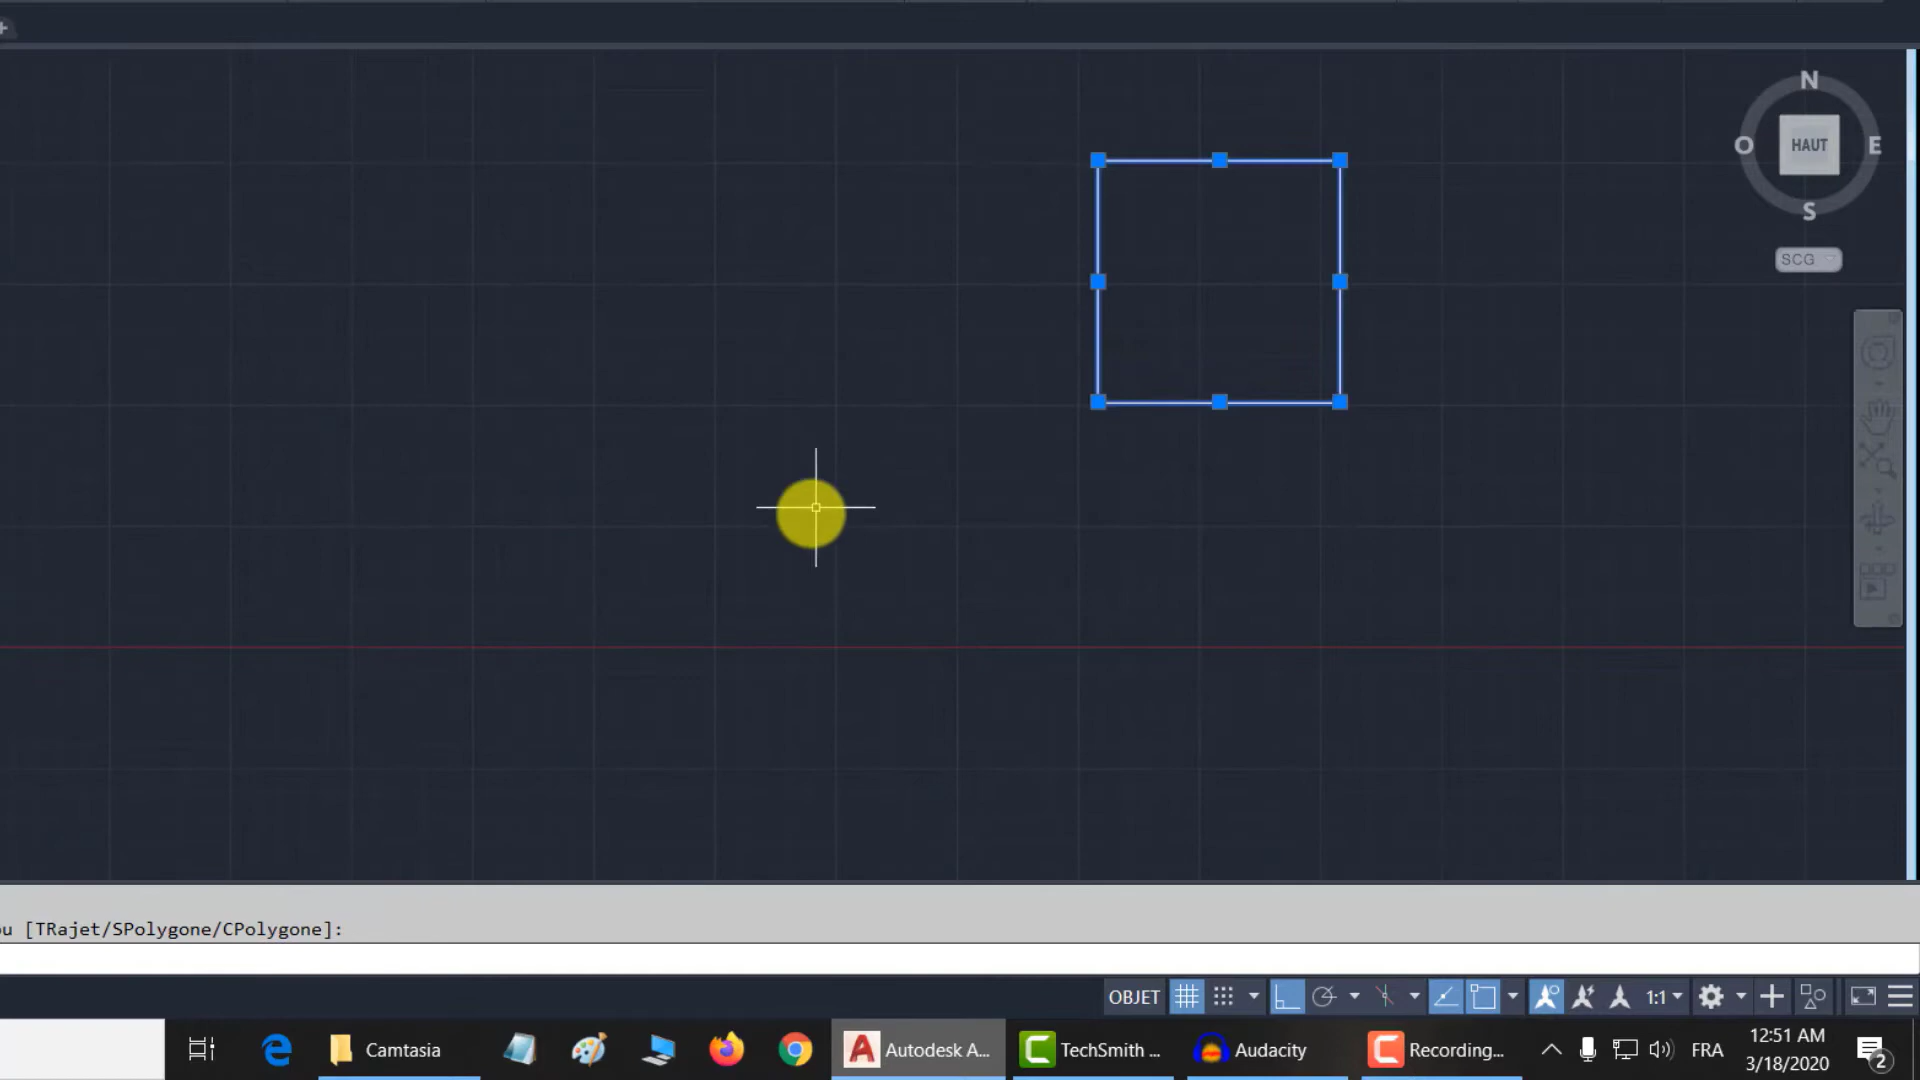 N
O
HAUT
E
S
SCG
ou [TRajet/SPolygone/CPolygone]:
OBJET
1:1
Camtasia
Autodesk A...
TechSmith ...
Audacity
Recording...
FRA
12:51 AM
3/18/2020
2